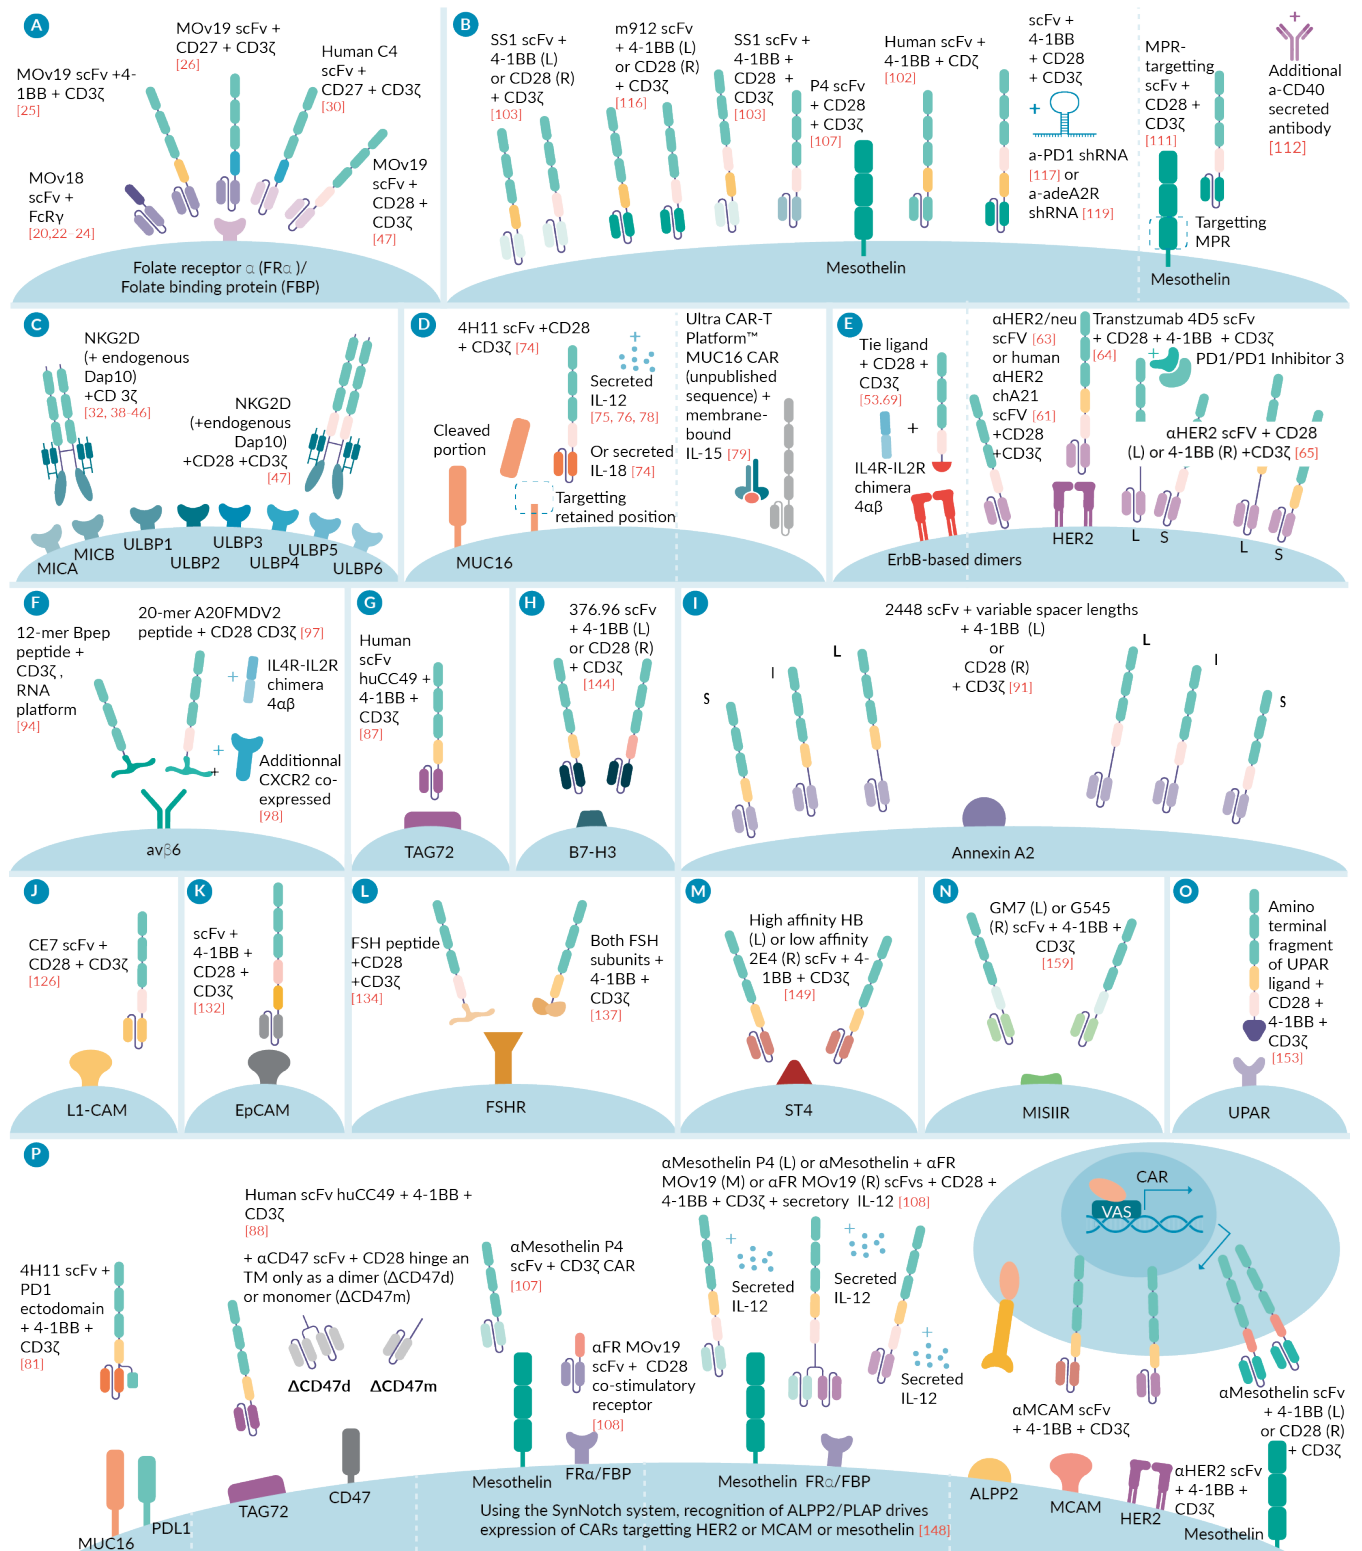 A
MOv19 scFv +4-
1BB + CD3ζ
[25]
MOv19 scFv +
CD27 + CD3ζ
[26]
Human C4
scFv +
CD27 + CD3ζ
[30]
MOv18
scFv +
FcRγ
[20,22–24]
MOv19
scFv +
CD28 +
CD3ζ
[47]
Folate receptor α (FRα )/
Folate binding protein (FBP)
B
SS1 scFv +
4-1BB (L)
or CD28 (R)
+ CD3ζ
[103]
m912 scFv
+ 4-1BB (L)
or CD28 (R)
+ CD3ζ
[116]
SS1 scFv +
4-1BB +
CD28 +
CD3ζ
[103]
P4 scFv
+ CD28
+ CD3ζ
[107]
Human scFv +
4-1BB + CDζ
[102]
scFv +
4-1BB
+ CD28
+ CD3ζ
+
a-PD1 shRNA
[117] or
a-adeA2R
shRNA [119]
Mesothelin
MPR-
targetting
scFv +
CD28 +
CD3ζ
[111]
Targetting
MPR
Mesothelin
+
Additional
a-CD40
secreted
antibody
[112]
C
NKG2D
(+ endogenous
Dap10)
+CD 3ζ
[32, 38-46]
NKG2D
(+endogenous
Dap10)
+CD28 +CD3ζ
[47]
MICA
MICB
ULBP1
ULBP2
ULBP3
ULBP4
ULBP5
ULBP6
D
4H11 scFv +CD28
+ CD3ζ [74]
+
Secreted
IL-12
[75, 76, 78]
Or secreted
IL-18 [74]
Cleaved
portion
Targetting
retained position
MUC16
Ultra CAR-T
Platform™
MUC16 CAR
(unpublished
sequence) +
membrane-
bound
IL-15 [79]
E
Tie ligand
+ CD28 +
CD3ζ
[53.69]
+
IL4R-IL2R
chimera
4αβ
ErbB-based dimers
αHER2/neu
scFV [63]
or human
αHER2
chA21
scFV [61]
+CD28
+CD3ζ
Transtzumab 4D5 scFv
+ CD28 + 4-1BB + CD3ζ
[64]
+
PD1/PD1 Inhibitor 3
αHER2 scFV + CD28
(L) or 4-1BB (R) +CD3ζ [65]
HER2
L
S
L
S
F
12-mer Bpep
peptide +
CD3ζ ,
RNA
platform
[94]
20-mer A20FMDV2
peptide + CD28 CD3ζ [97]
+
IL4R-IL2R
chimera
4αβ
+
+
Additionnal
CXCR2 co-
expressed
[98]
avβ6
G
Human
scFv
huCC49 +
4-1BB +
CD3ζ
[87]
TAG72
H
376.96 scFv
+ 4-1BB (L)
or CD28 (R)
+ CD3ζ
[144]
B7-H3
I
2448 scFv + variable spacer lengths
+ 4-1BB (L)
or
CD28 (R)
+ CD3ζ [91]
S
I
L
L
I
S
Annexin A2
J
CE7 scFv +
CD28 + CD3ζ
[126]
L1-CAM
K
scFv +
4-1BB +
CD28 +
CD3ζ
[132]
EpCAM
L
FSH peptide
+CD28
+CD3ζ
[134]
Both FSH
subunits +
4-1BB +
CD3ζ
[137]
FSHR
M
High affinity HB
(L) or low affinity
2E4 (R) scFv + 4-
1BB + CD3ζ
[149]
ST4
N
GM7 (L) or G545
(R) scFv + 4-1BB +
CD3ζ
[159]
MISIIR
O
Amino
terminal
fragment
of UPAR
ligand +
CD28 +
4-1BB +
CD3ζ
[153]
UPAR
P
4H11 scFv +
PD1
ectodomain
+ 4-1BB +
CD3ζ
[81]
MUC16
PDL1
Human scFv huCC49 + 4-1BB +
CD3ζ
[88]
+ αCD47 scFv + CD28 hinge an
TM only as a dimer (ΔCD47d)
or monomer (ΔCD47m)
ΔCD47d
ΔCD47m
TAG72
CD47
αMesothelin P4
scFv + CD3ζ CAR
[107]
αFR MOv19
scFv + CD28
co-stimulatory
receptor
[108]
Mesothelin
FRα/FBP
αMesothelin P4 (L) or αMesothelin + αFR
MOv19 (M) or αFR MOv19 (R) scFvs + CD28 +
4-1BB + CD3ζ + secretory IL-12 [108]
+
Secreted
IL-12
+
Secreted
IL-12
+
Secreted
IL-12
Mesothelin
FRα/FBP
Using the SynNotch system, recognition of ALPP2/PLAP drives
expression of CARs targetting HER2 or MCAM or mesothelin [148]
CAR
VAS
αMCAM scFv
+ 4-1BB + CD3ζ
αMesothelin scFv
+ 4-1BB (L)
or CD28 (R)
+ CD3ζ
αHER2 scFv
+ 4-1BB +
CD3ζ
ALPP2
MCAM
HER2
Mesothelin